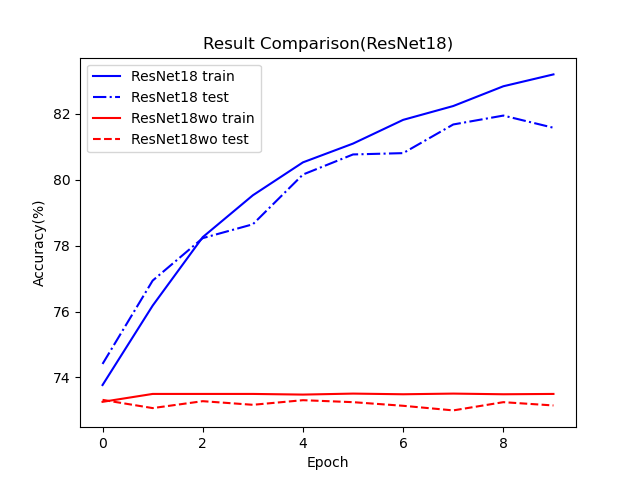 Result Comparison(ResNet18)
ResNet18 train
ResNet18 test
ResNet18wo train
ResNet18wo test
Accuracy(%)
82
80
78
76
74
0 2 4 6 8
Epoch